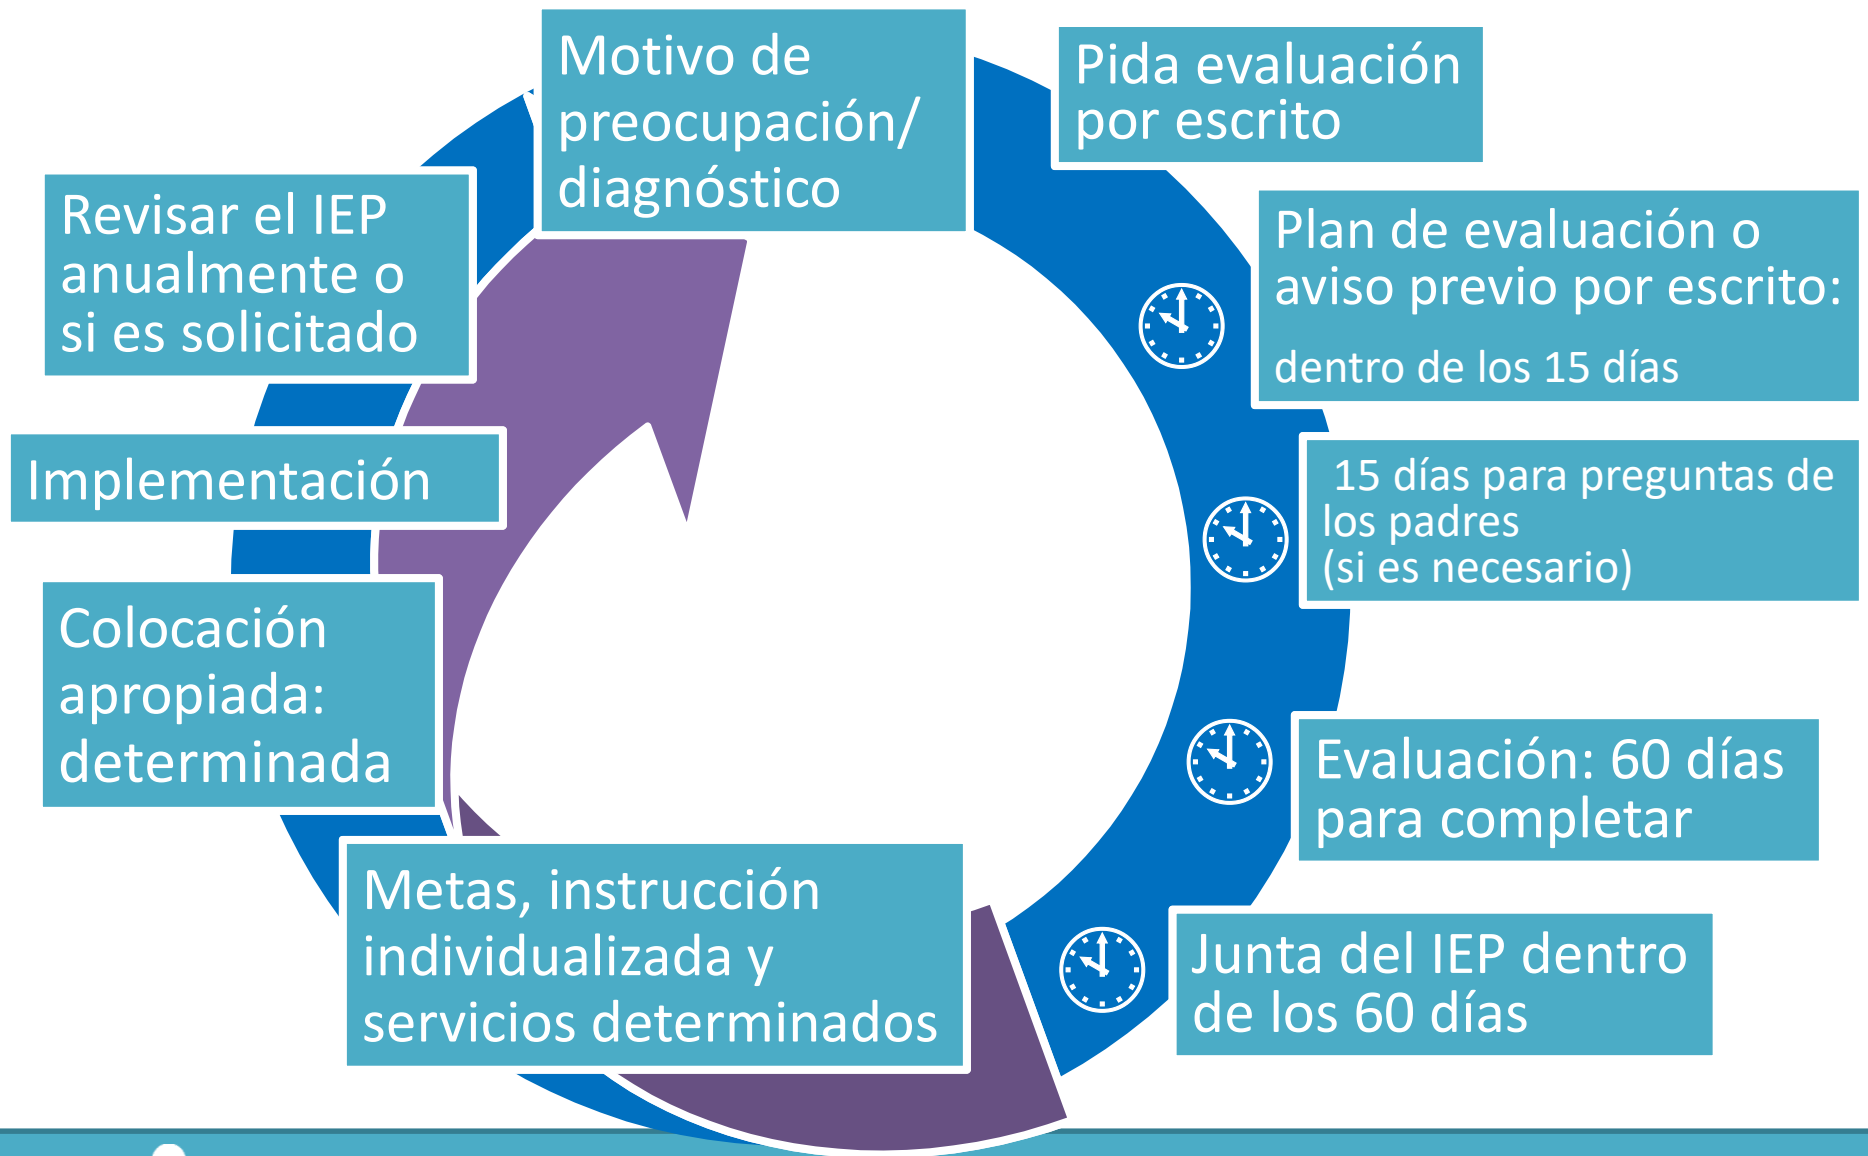 Motivo de
preocupación/
diagnóstico
Pida evaluación
por escrito
Plan de evaluación o
aviso previo por escrito:
dentro de los 15 días
15 días para preguntas de
los padres
(si es necesario)
Evaluación: 60 días
para completar
Junta del IEP dentro
de los 60 días
Metas, instrucción
individualizada y
servicios determinados
Colocación
apropiada:
determinada
Implementación
Revisar el IEP
anualmente o
si es solicitado